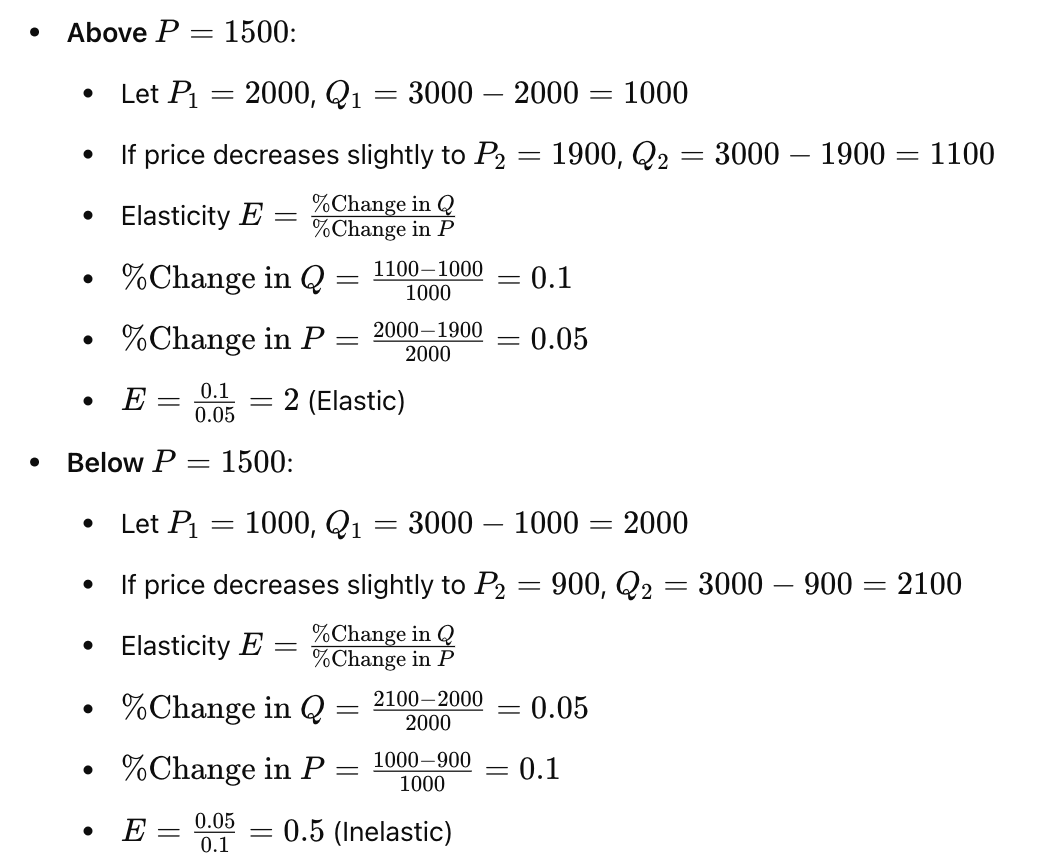 • Above P = 1500:
• Let P₁ = 2000, Q₁ = 3000 − 2000 = 1000
• If price decreases slightly to P₂ = 1900, Q₂ = 3000 − 1900 = 1100
• Elasticity E = %Change in Q / %Change in P
• %Change in Q = 1100−1000 / 1000 = 0.1
• %Change in P = 2000−1900 / 2000 = 0.05
• E = 0.1 / 0.05 = 2 (Elastic)
• Below P = 1500:
• Let P₁ = 1000, Q₁ = 3000 − 1000 = 2000
• If price decreases slightly to P₂ = 900, Q₂ = 3000 − 900 = 2100
• Elasticity E = %Change in Q / %Change in P
• %Change in Q = 2100−2000 / 2000 = 0.05
• %Change in P = 1000−900 / 1000 = 0.1
• E = 0.05 / 0.1 = 0.5 (Inelastic)